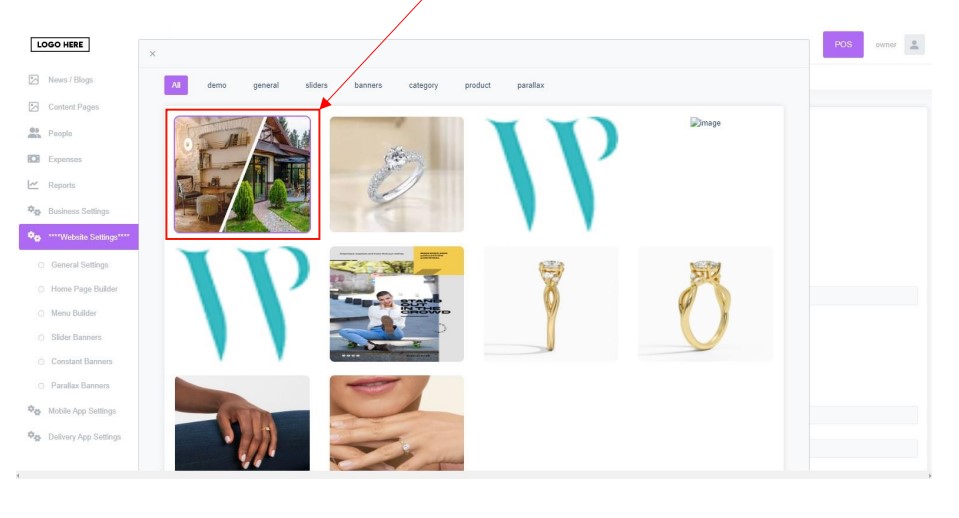 LOGO HERE
POS
owner
×
News / Blogs
Content Pages
People
Expenses
Reports
Business Settings
****Website Settings****
General Settings
Home Page Builder
Menu Builder
Slider Banners
Constant Banners
Parallax Banners
Mobile App Settings
Delivery App Settings
All
demo
general
sliders
banners
category
product
parallax
image
STAND
OUT
IN THE
CROWD